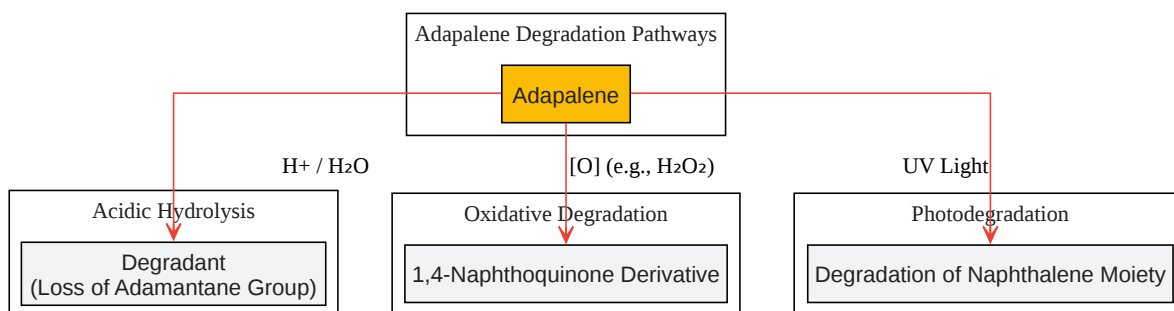 Adapalene Degradation Pathways
Adapalene
H+ / H₂O
[O] (e.g., H₂O₂)
UV Light
Acidic Hydrolysis
Oxidative Degradation
Photodegradation
Degradant
(Loss of Adamantane Group)
1,4-Naphthoquinone Derivative
Degradation of Naphthalene Moiety